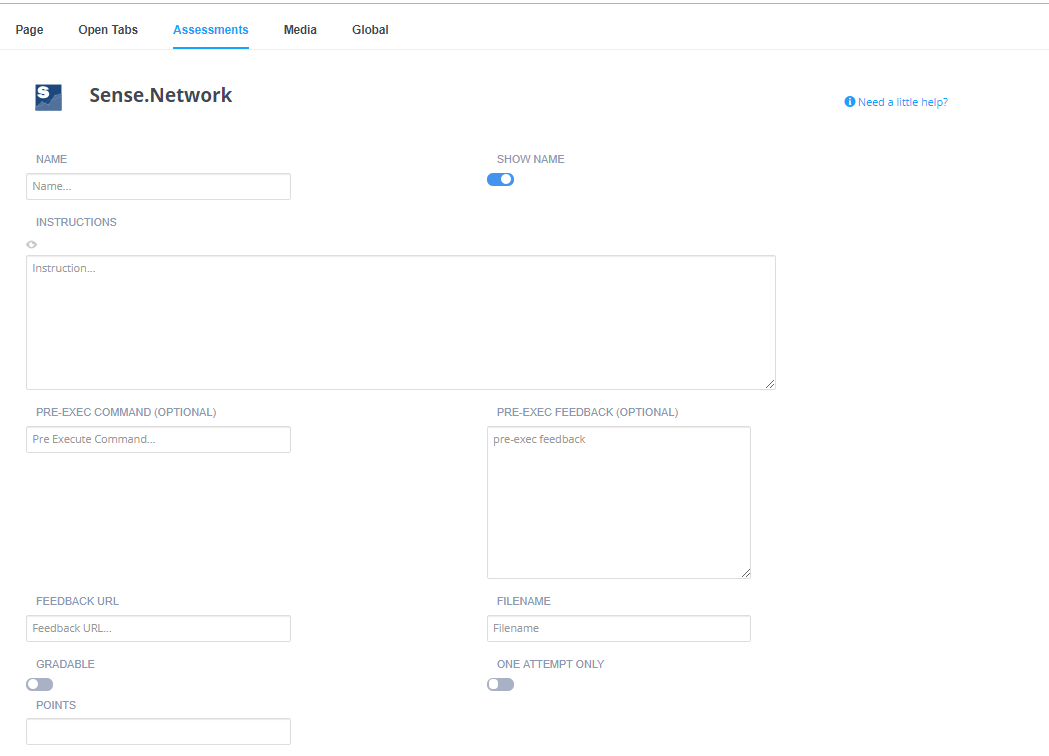 Page Open Tabs Assessments Media Global
S
Sense.Network
Need a little help?
NAME SHOW NAME
Name...
INSTRUCTIONS
Instruction...
PRE-EXEC COMMAND (OPTIONAL) PRE-EXEC FEEDBACK (OPTIONAL)
Pre Execute Command... pre-exec feedback
FEEDBACK URL FILENAME
Feedback URL... Filename
GRADABLE ONE ATTEMPT ONLY
POINTS